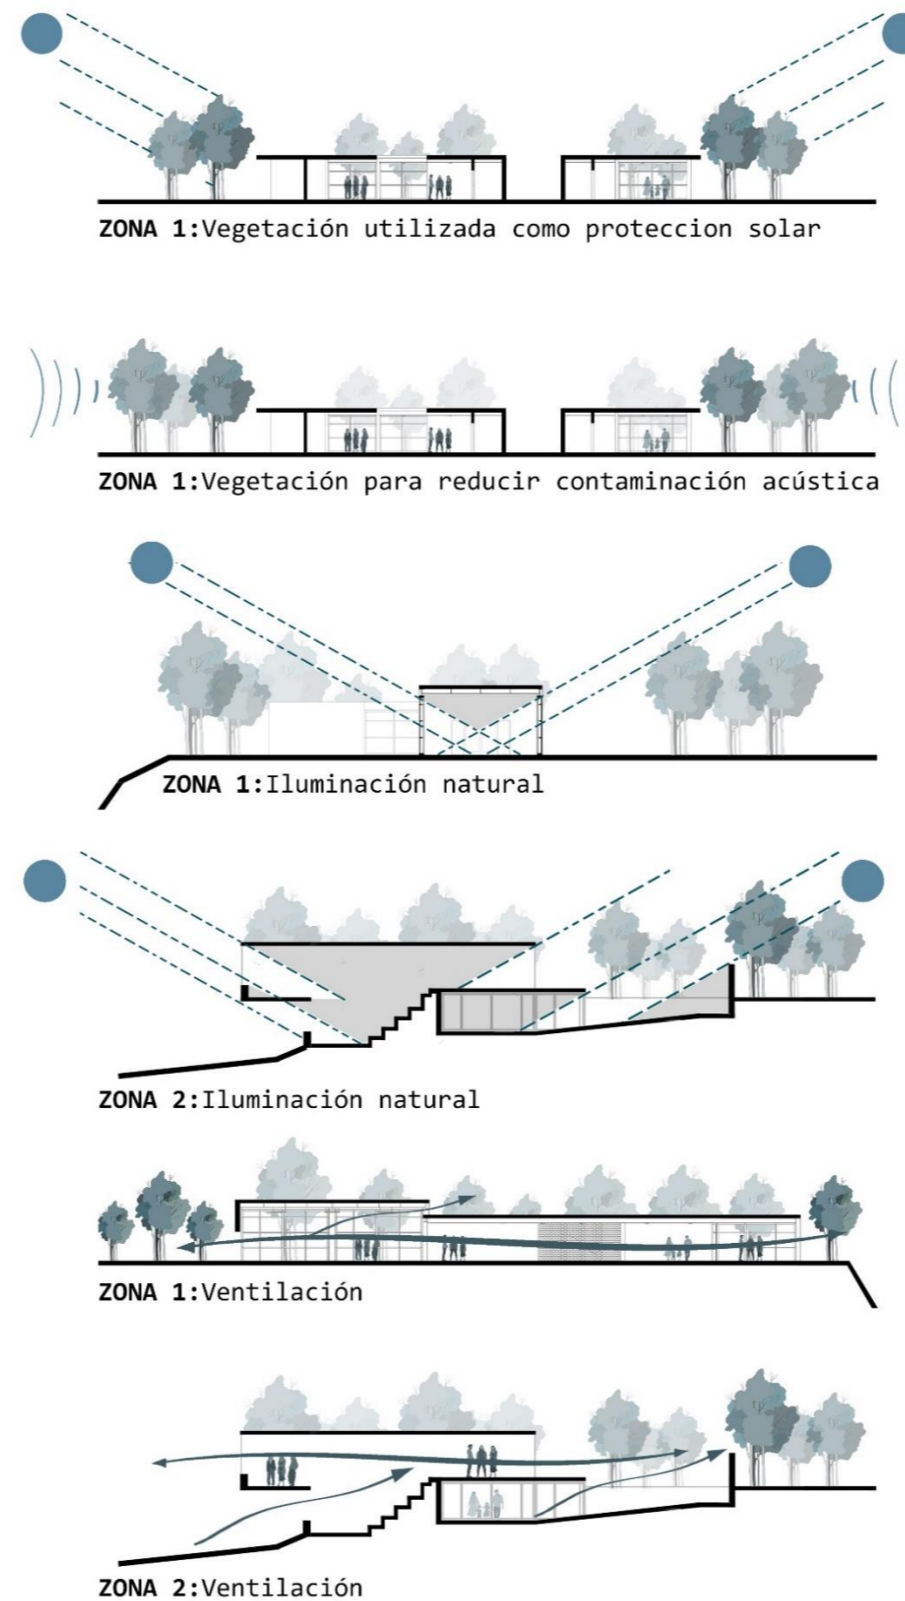 ZONA 1:Vegetación utilizada como proteccion solar
ZONA 1:Vegetación para reducir contaminación acústica
ZONA 1:Iluminación natural
ZONA 2:Iluminación natural
ZONA 1:Ventilación
ZONA 2:Ventilación